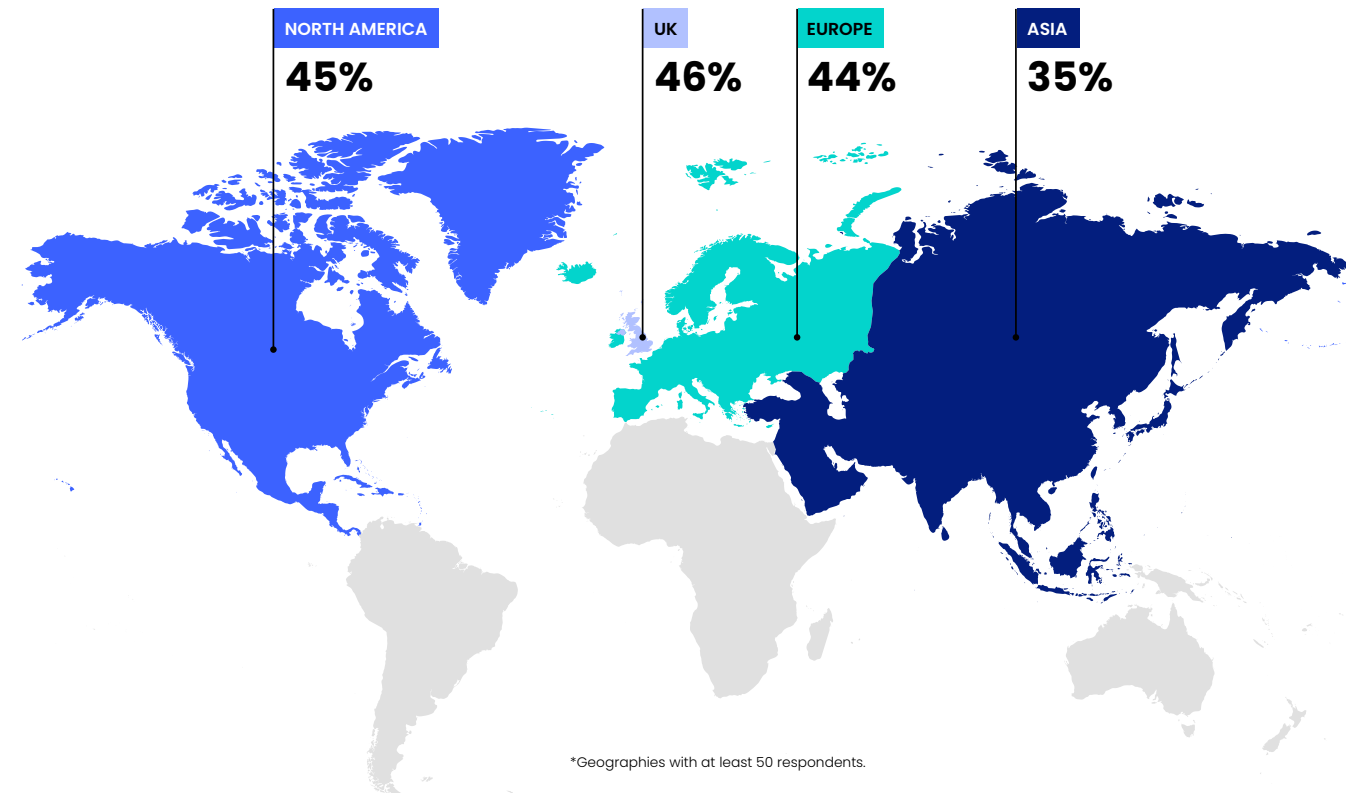 NORTH AMERICA
45%
UK
46%
EUROPE
44%
ASIA
35%
*Geographies with at least 50 respondents.